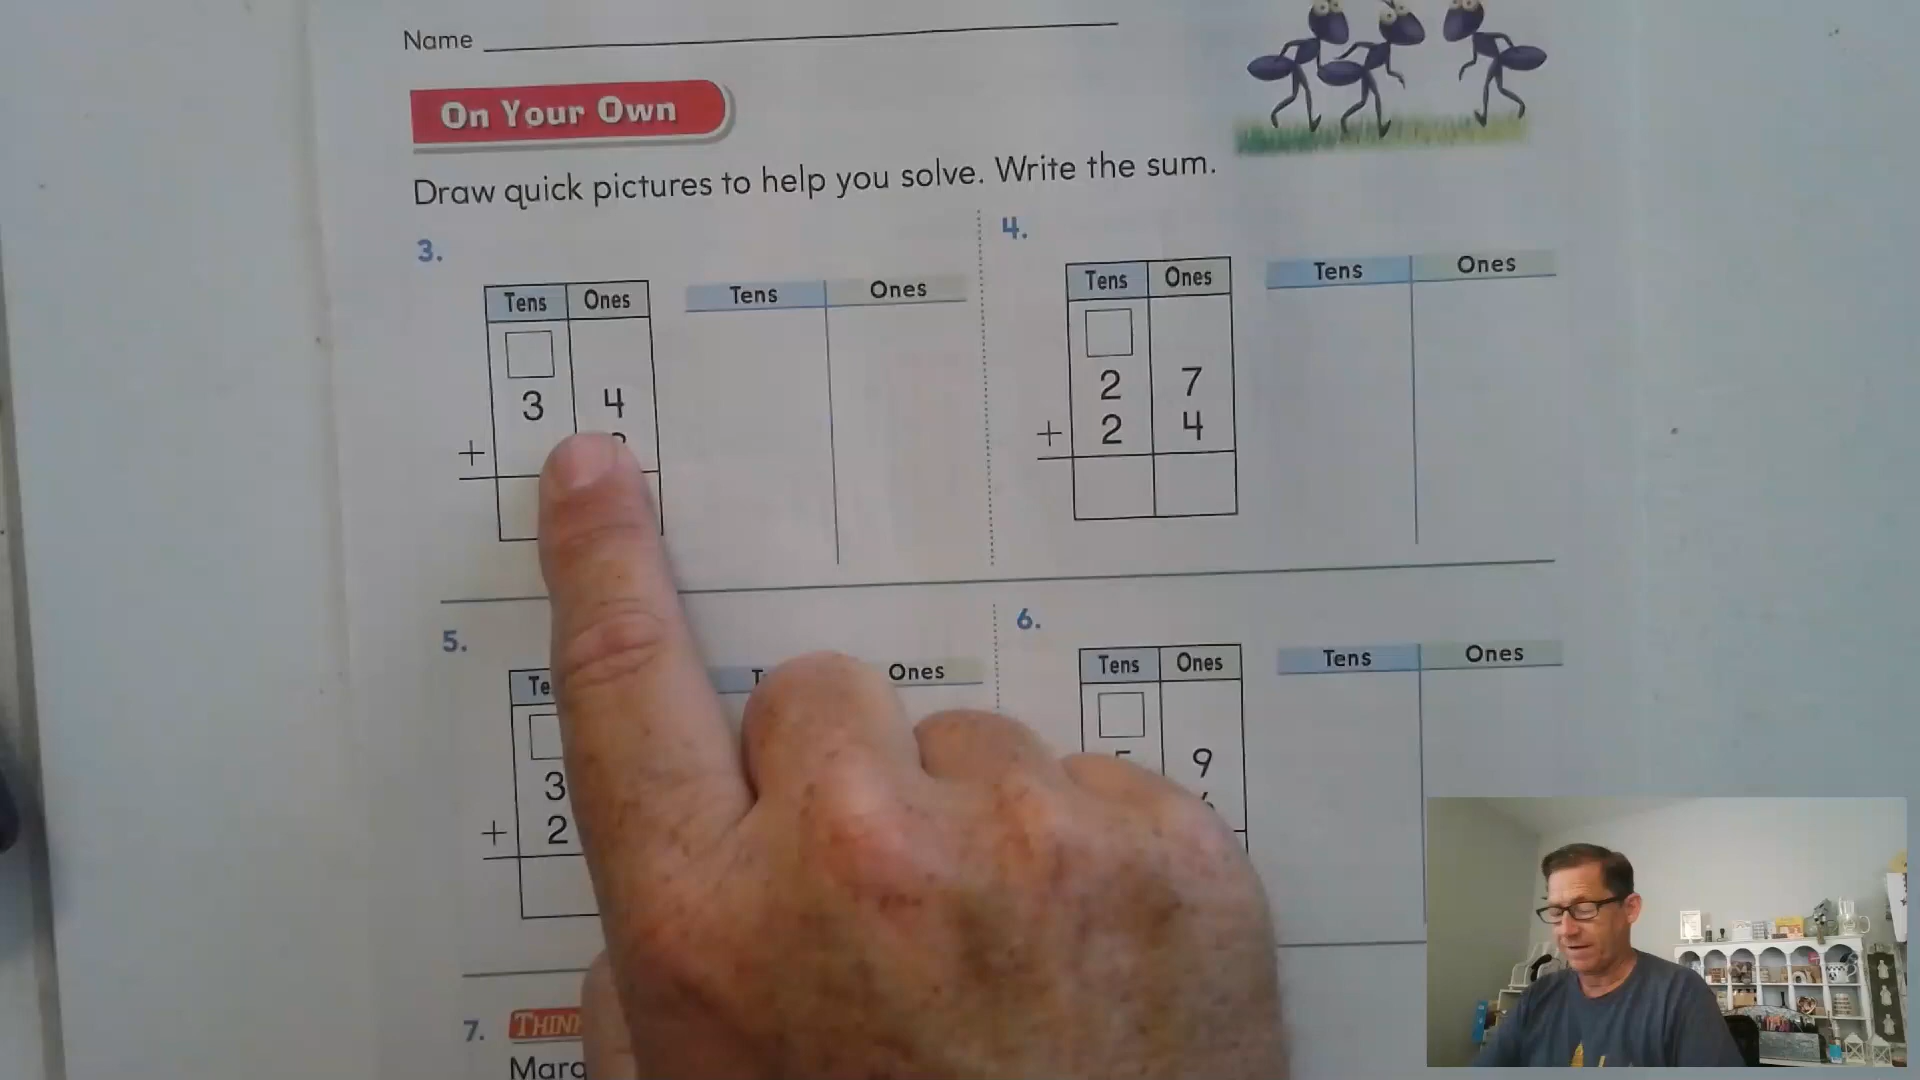 Name
On Your Own
Draw quick pictures to help you solve. Write the sum.
3.
Tens Ones
3 4
+
Tens Ones
4.
Tens Ones
2 7
+ 2 4
Tens Ones
5.
3
+ 2
Ones
6.
Tens Ones
9
Tens Ones
7.